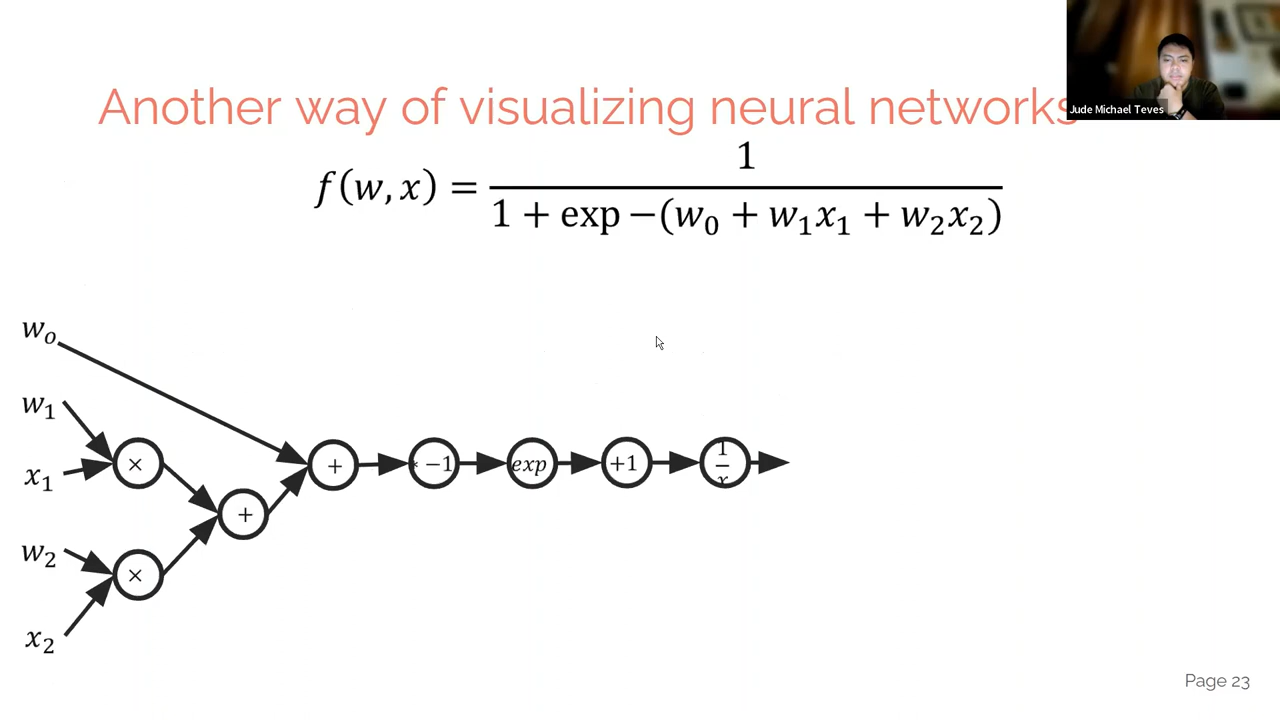 Another way of visualizing neural networks
Jude Michael Teves
f(w, x) = 1 / (1 + exp −(w₀ + w₁x₁ + w₂x₂))
w₀
w₁
x₁
w₂
x₂
×
×
+
+
* −1
exp
+1
1/x
Page 23